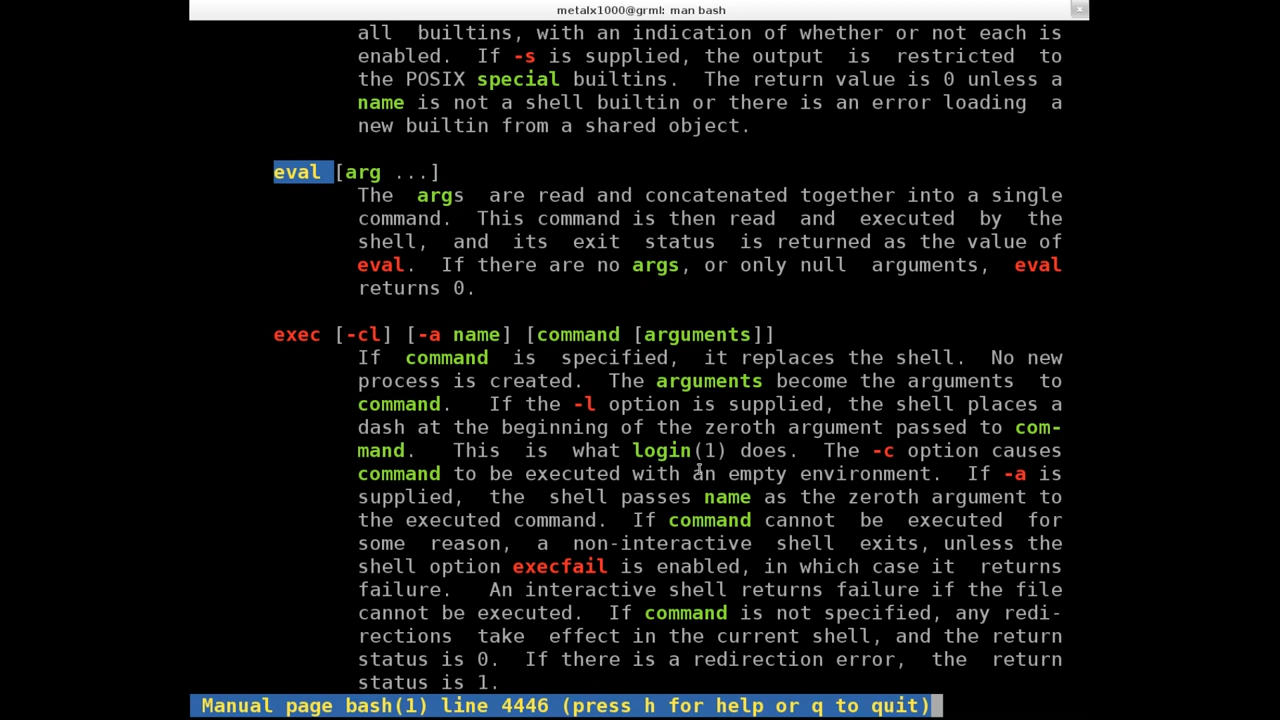 metalx1000@grml: man bash
all builtins, with an indication of whether or not each is
enabled. If -s is supplied, the output is restricted to
the POSIX special builtins. The return value is 0 unless a
name is not a shell builtin or there is an error loading a
new builtin from a shared object.
eval [arg ...]
The args are read and concatenated together into a single
command. This command is then read and executed by the
shell, and its exit status is returned as the value of
eval. If there are no args, or only null arguments, eval
returns 0.
exec [-cl] [-a name] [command [arguments]]
If command is specified, it replaces the shell. No new
process is created. The arguments become the arguments to
command. If the -l option is supplied, the shell places a
dash at the beginning of the zeroth argument passed to com-
mand. This is what login(1) does. The -c option causes
command to be executed with an empty environment. If -a is
supplied, the shell passes name as the zeroth argument to
the executed command. If command cannot be executed for
some reason, a non-interactive shell exits, unless the
shell option execfail is enabled, in which case it returns
failure. An interactive shell returns failure if the file
cannot be executed. If command is not specified, any redi-
rections take effect in the current shell, and the return
status is 0. If there is a redirection error, the return
status is 1.
Manual page bash(1) line 4446 (press h for help or q to quit)